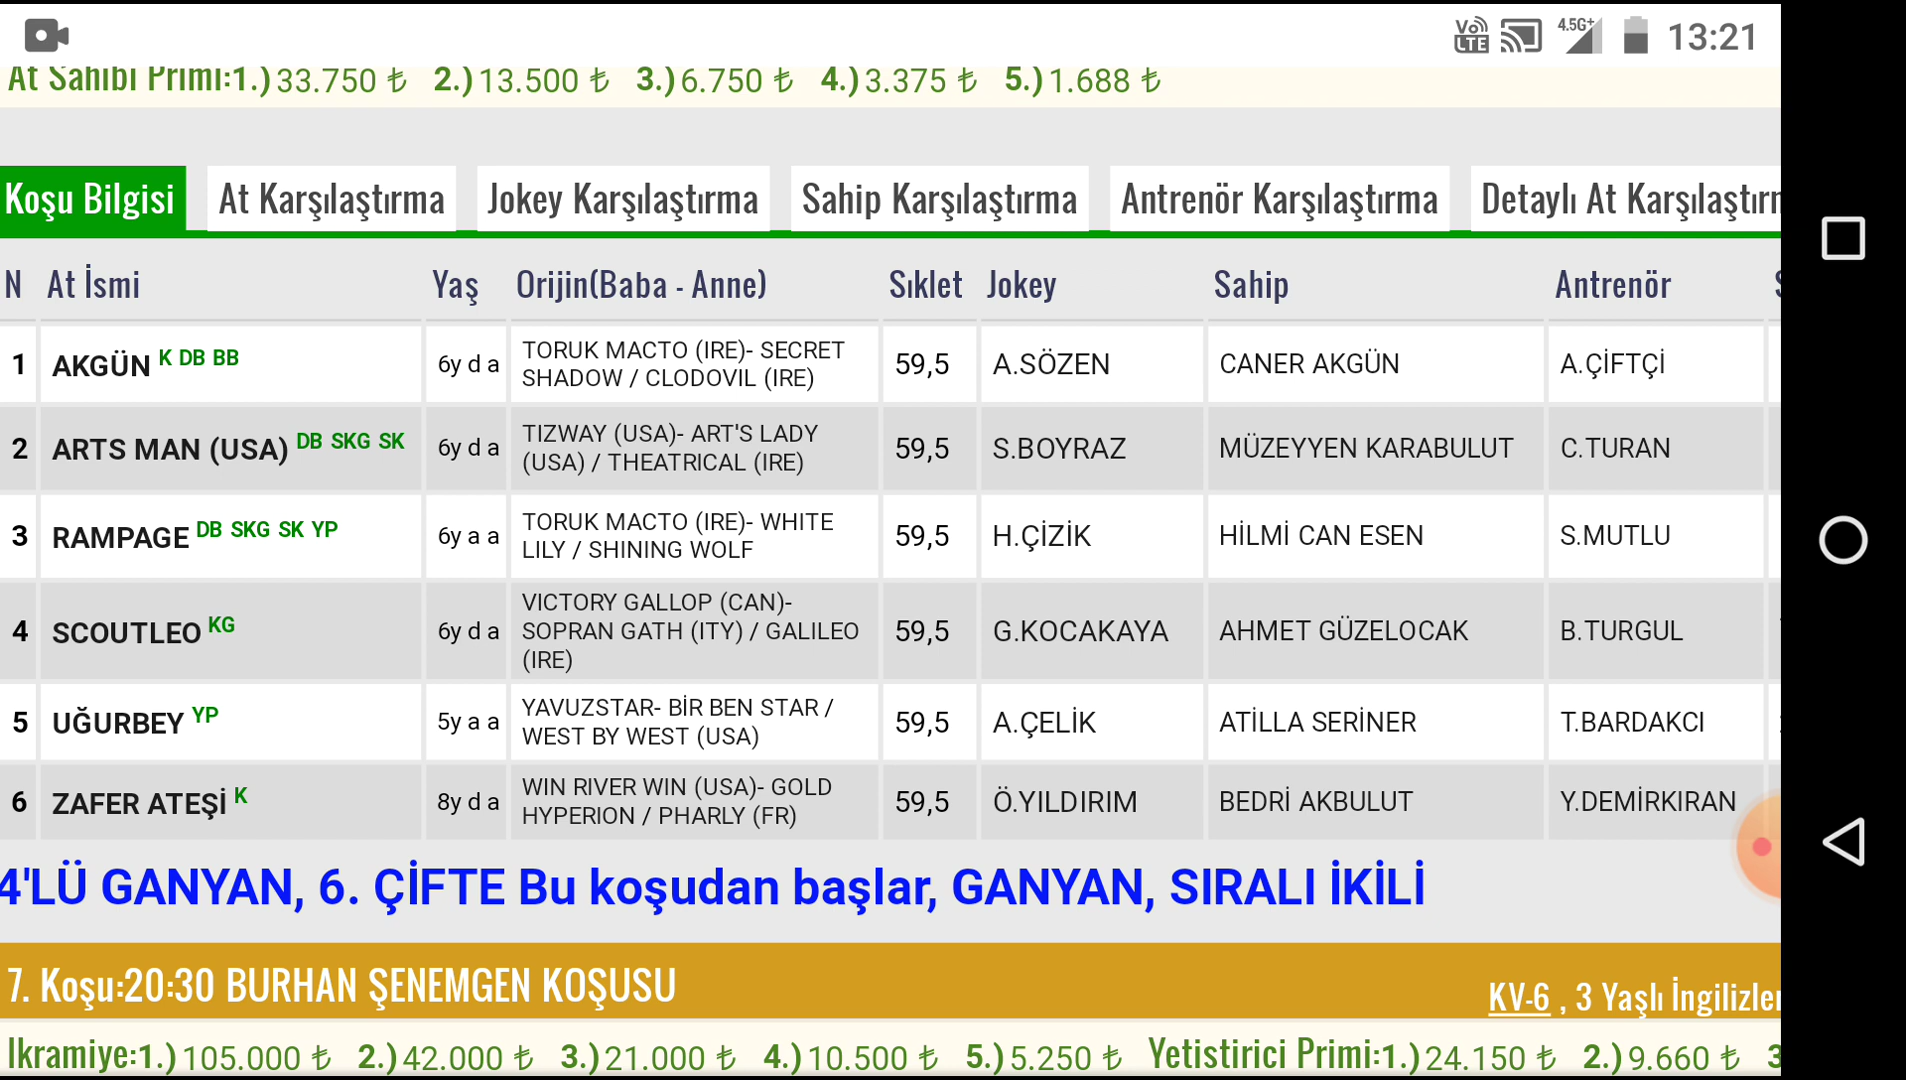 VoLTE 4.5G+ 13:21
At Sahibi Primi:1.) 33.750 ₺ 2.) 13.500 ₺ 3.) 6.750 ₺ 4.) 3.375 ₺ 5.) 1.688 ₺
Koşu Bilgisi At Karşılaştırma Jokey Karşılaştırma Sahip Karşılaştırma Antrenör Karşılaştırma Detaylı At Karşılaştırm
N At İsmi Yaş Orijin(Baba - Anne) Sıklet Jokey Sahip Antrenör
1 AKGÜN K DB BB 6y d a TORUK MACTO (IRE)- SECRET 59,5 A.SÖZEN CANER AKGÜN A.ÇİFTÇİ
SHADOW / CLODOVIL (IRE)
2 ARTS MAN (USA) DB SKG SK 6y d a TIZWAY (USA)- ART'S LADY 59,5 S.BOYRAZ MÜZEYYEN KARABULUT C.TURAN
(USA) / THEATRICAL (IRE)
3 RAMPAGE DB SKG SK YP 6y a a TORUK MACTO (IRE)- WHITE 59,5 H.ÇİZİK HİLMİ CAN ESEN S.MUTLU
LILY / SHINING WOLF
4 SCOUTLEO KG 6y d a VICTORY GALLOP (CAN)- 59,5 G.KOCAKAYA AHMET GÜZELOCAK B.TURGUL
SOPRAN GATH (ITY) / GALILEO
(IRE)
5 UĞURBEY YP 5y a a YAVUZSTAR- BİR BEN STAR / 59,5 A.ÇELİK ATİLLA SERİNER T.BARDAKCI
WEST BY WEST (USA)
6 ZAFER ATEŞİ K 8y d a WIN RIVER WIN (USA)- GOLD 59,5 Ö.YILDIRIM BEDRİ AKBULUT Y.DEMİRKIRAN
HYPERION / PHARLY (FR)
4'LÜ GANYAN, 6. ÇİFTE Bu koşudan başlar, GANYAN, SIRALI İKİLİ
7. Koşu:20:30 BURHAN ŞENEMGEN KOŞUSU KV-6 , 3 Yaşlı İngilizler
Ikramiye:1.) 105.000 ₺ 2.) 42.000 ₺ 3.) 21.000 ₺ 4.) 10.500 ₺ 5.) 5.250 ₺ Yetistirici Primi:1.) 24.150 ₺ 2.) 9.660 ₺ 3